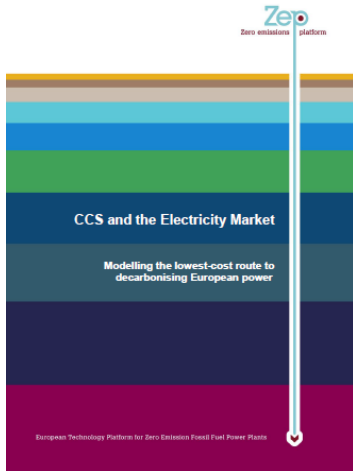 Zep
Zero emissions platform
CCS and the Electricity Market
Modelling the lowest-cost route to
decarbonising European power
European Technology Platform for Zero Emission Fossil Fuel Power Plants